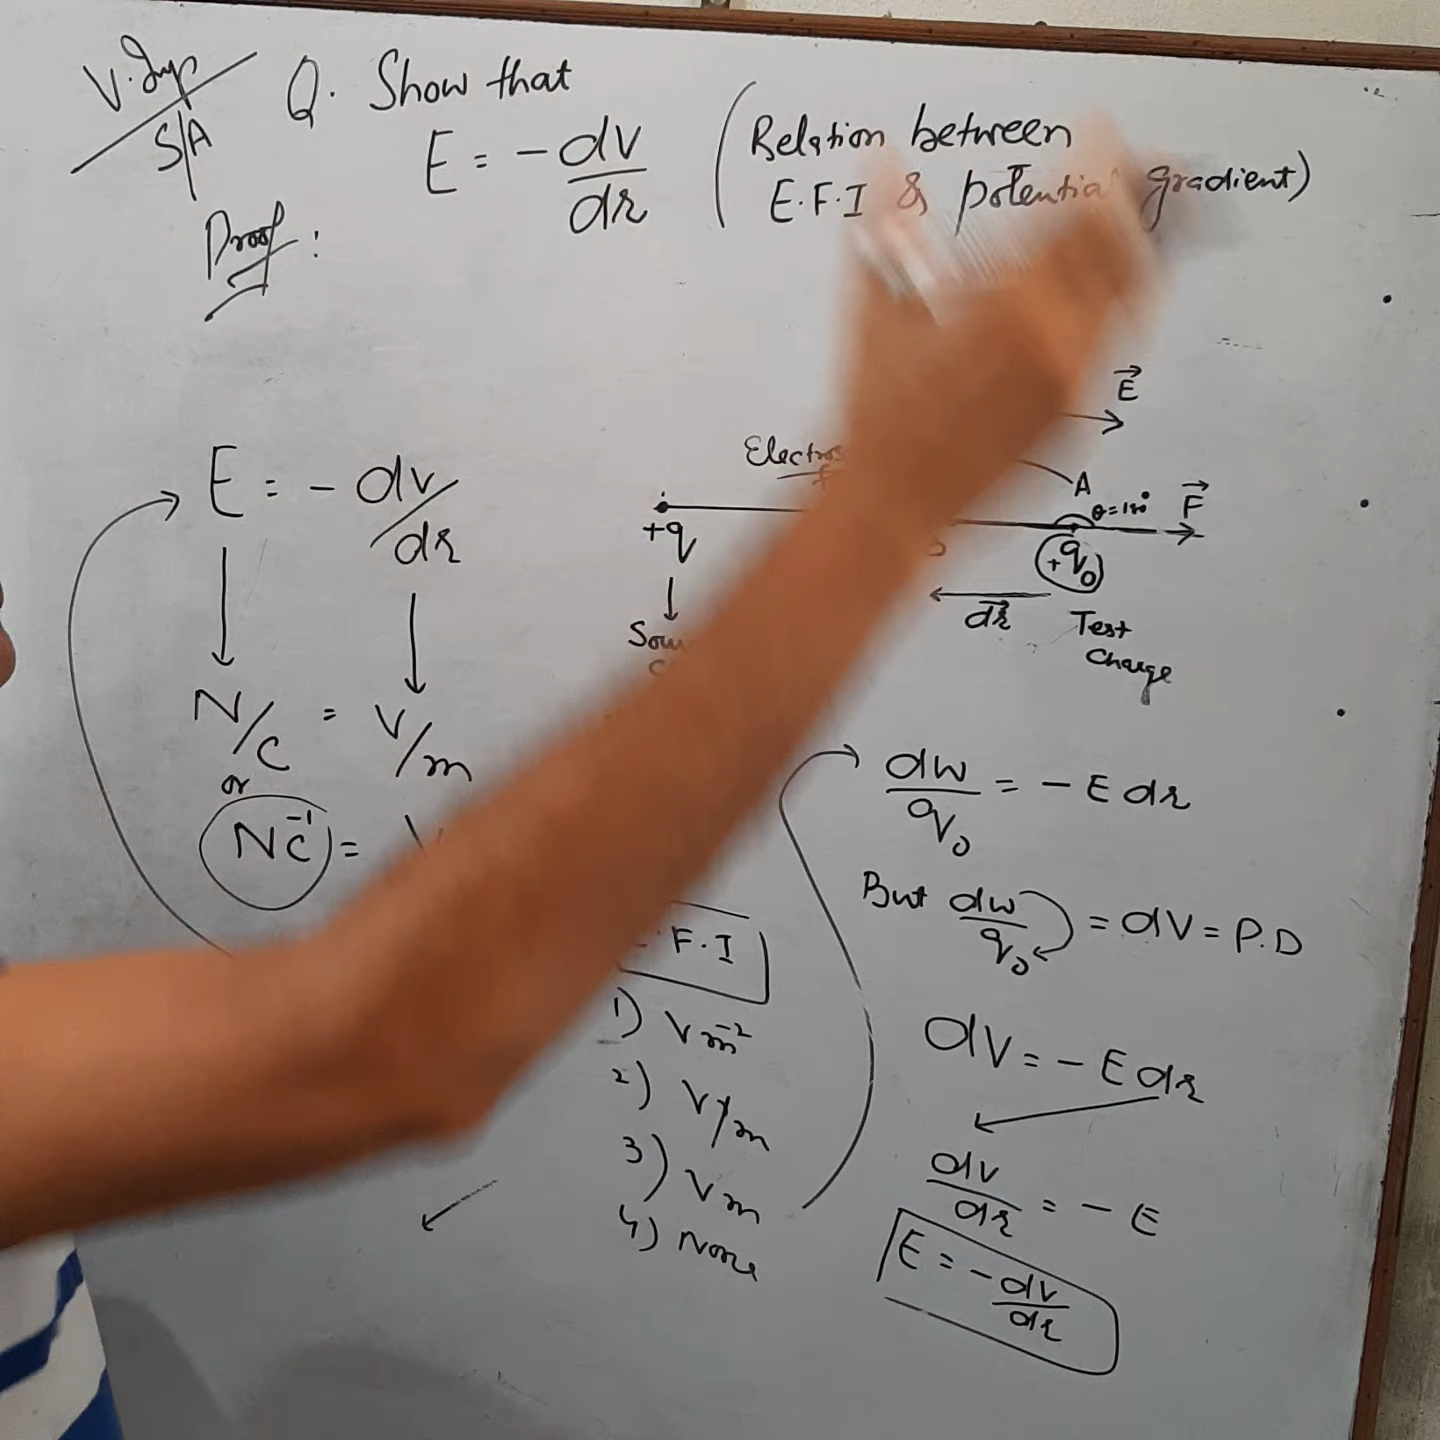 V. Imp
S/A
Q. Show that
E = - dV/dr
(Relation between
E.F.I & potential gradient)
Proof :
E = - dv/dr
N/C = V/m
or
NC⁻¹ =
E⃗
A
θ = 180°
F⃗
+q
+q₀
dr⃗
Test
Charge
dw/q₀ = - E dr
But dw/q₀ = dV = P.D
dV = - E dr
dv/dr = - E
E = - dv/dr
F.I
1) Vm⁻²
2) V/m
3) Vm
4) None